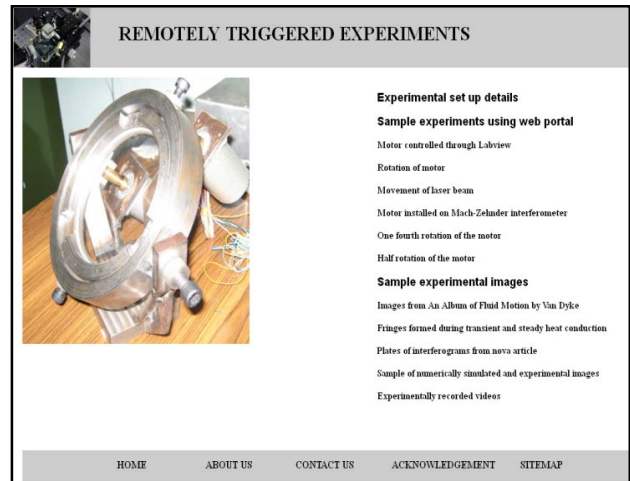 REMOTELY TRIGGERED EXPERIMENTS
Experimental set up details
Sample experiments using web portal
Motor controlled through Labview
Rotation of motor
Movement of laser beam
Motor installed on Mach-Zehnder interferometer
One fourth rotation of the motor
Half rotation of the motor
Sample experimental images
Images from An Album of Fluid Motion by Van Dyke
Fringes formed during transient and steady heat conduction
Plates of interferograms from nova article
Sample of numerically simulated and experimental images
Experimentally recorded videos
HOME ABOUT US CONTACT US ACKNOWLEDGEMENT SITEMAP